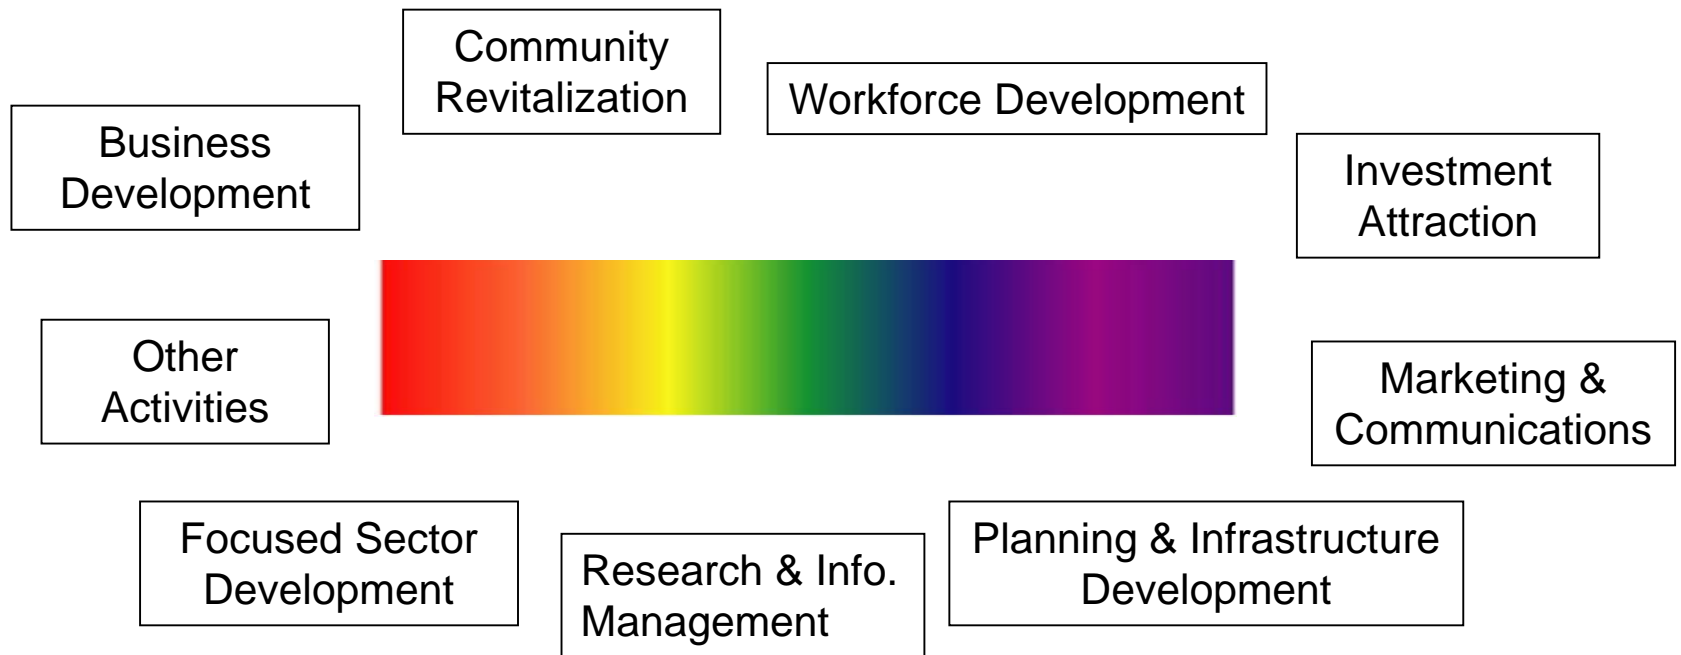 Community
Revitalization
Workforce Development
Business
Development
Investment
Attraction
Other
Activities
Marketing &
Communications
Focused Sector
Development
Research & Info.
Management
Planning & Infrastructure
Development